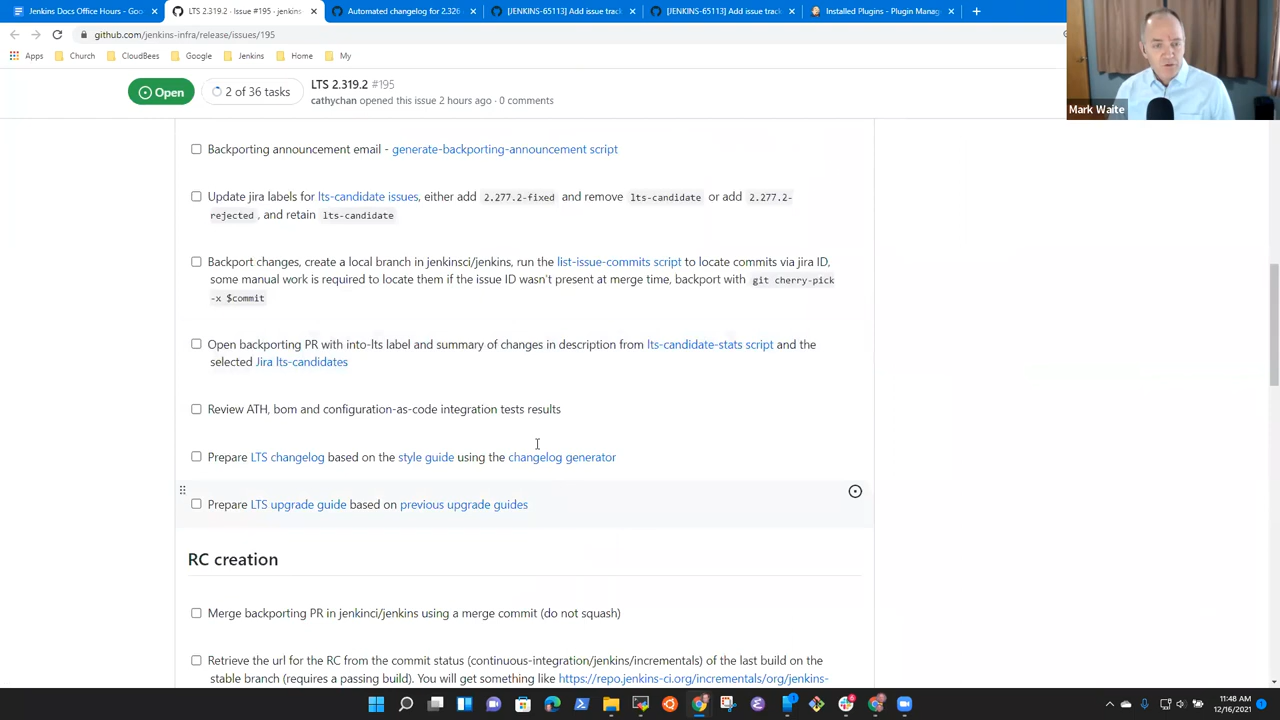 Jenkins Docs Office Hours - Goo
LTS 2.319.2 · Issue #195 · jenkins-
Automated changelog for 2.326
[JENKINS-65113] Add issue track
[JENKINS-65113] Add issue track
Installed Plugins - Plugin Manag
github.com/jenkins-infra/release/issues/195
Apps
Church
CloudBees
Google
Jenkins
Home
My
Open
2 of 36 tasks
LTS 2.319.2 #195
cathychan opened this issue 2 hours ago · 0 comments
Mark Waite
Backporting announcement email - generate-backporting-announcement script
Update jira labels for lts-candidate issues, either add 2.277.2-fixed and remove lts-candidate or add 2.277.2-
rejected , and retain lts-candidate
Backport changes, create a local branch in jenkinsci/jenkins, run the list-issue-commits script to locate commits via jira ID,
some manual work is required to locate them if the issue ID wasn't present at merge time, backport with git cherry-pick
-x $commit
Open backporting PR with into-lts label and summary of changes in description from lts-candidate-stats script and the
selected Jira lts-candidates
Review ATH, bom and configuration-as-code integration tests results
Prepare LTS changelog based on the style guide using the changelog generator
Prepare LTS upgrade guide based on previous upgrade guides
RC creation
Merge backporting PR in jenkinci/jenkins using a merge commit (do not squash)
Retrieve the url for the RC from the commit status (continuous-integration/jenkins/incrementals) of the last build on the
stable branch (requires a passing build). You will get something like https://repo.jenkins-ci.org/incrementals/org/jenkins-
11:48 AM
12/16/2021